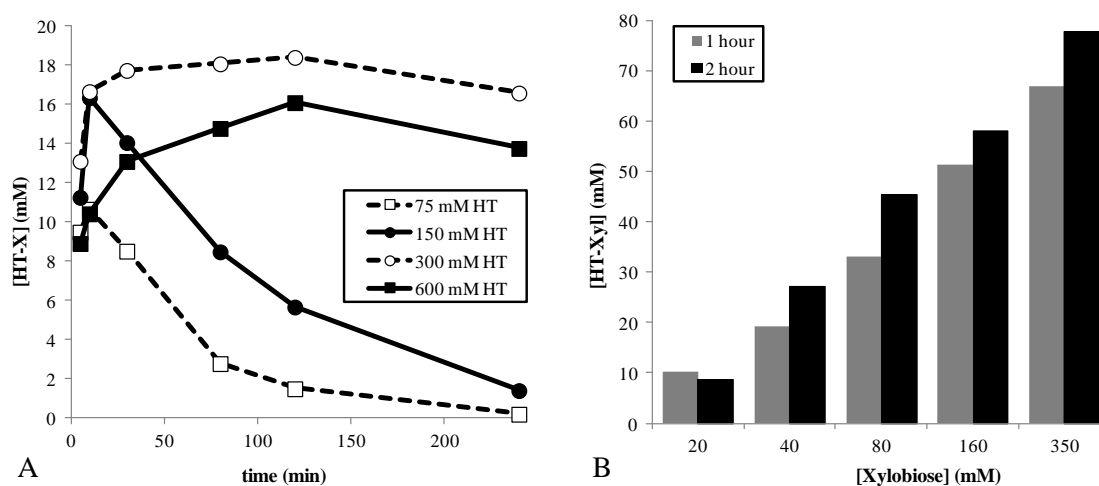 [HT-X] (mM)
20
18
16
14
12
10
8
6
4
2
0
0
50
100
150
200
time (min)
75 mM HT
150 mM HT
300 mM HT
600 mM HT
A
[HT-Xyl] (mM)
80
70
60
50
40
30
20
10
0
1 hour
2 hour
20
40
80
160
350
[Xylobiose] (mM)
B